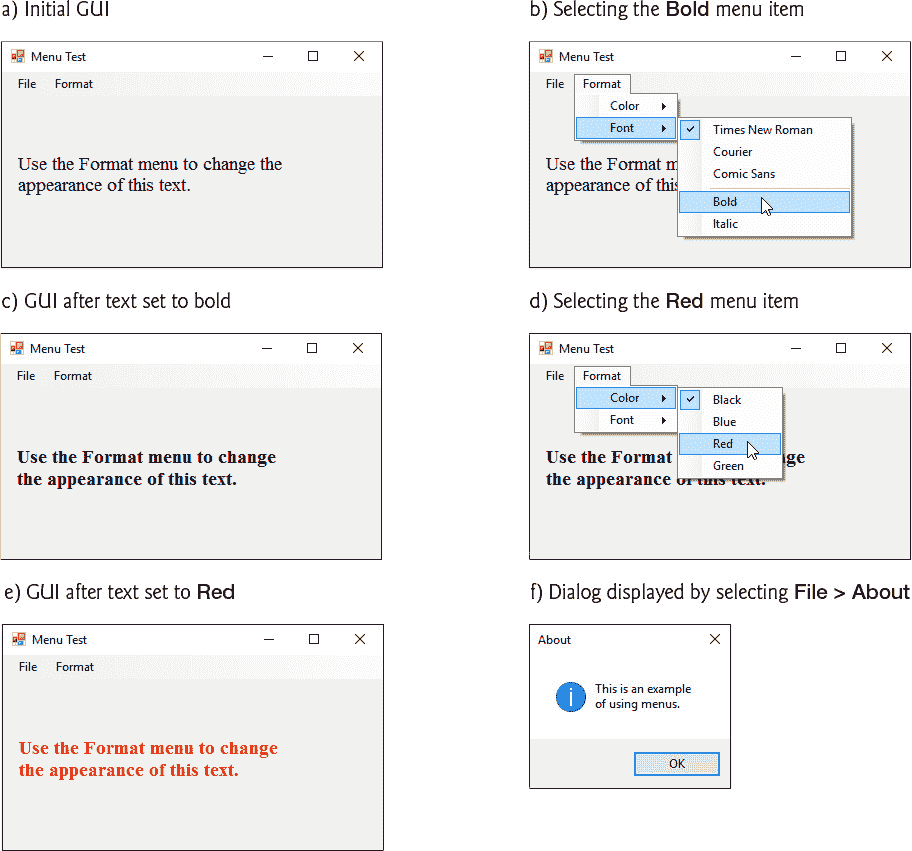 a) Initial GUI
Menu Test
File Format
Use the Format menu to change the
appearance of this text.
b) Selecting the Bold menu item
Menu Test
File Format
Color
Font
Times New Roman
Courier
Comic Sans
Bold
Italic
Use the Format m
appearance of this
c) GUI after text set to bold
Menu Test
File Format
Use the Format menu to change
the appearance of this text.
d) Selecting the Red menu item
Menu Test
File Format
Color
Font
Black
Blue
Red
Green
Use the Format ge
the appearance of this text.
e) GUI after text set to Red
Menu Test
File Format
Use the Format menu to change
the appearance of this text.
f) Dialog displayed by selecting File > About
About
This is an example
of using menus.
OK